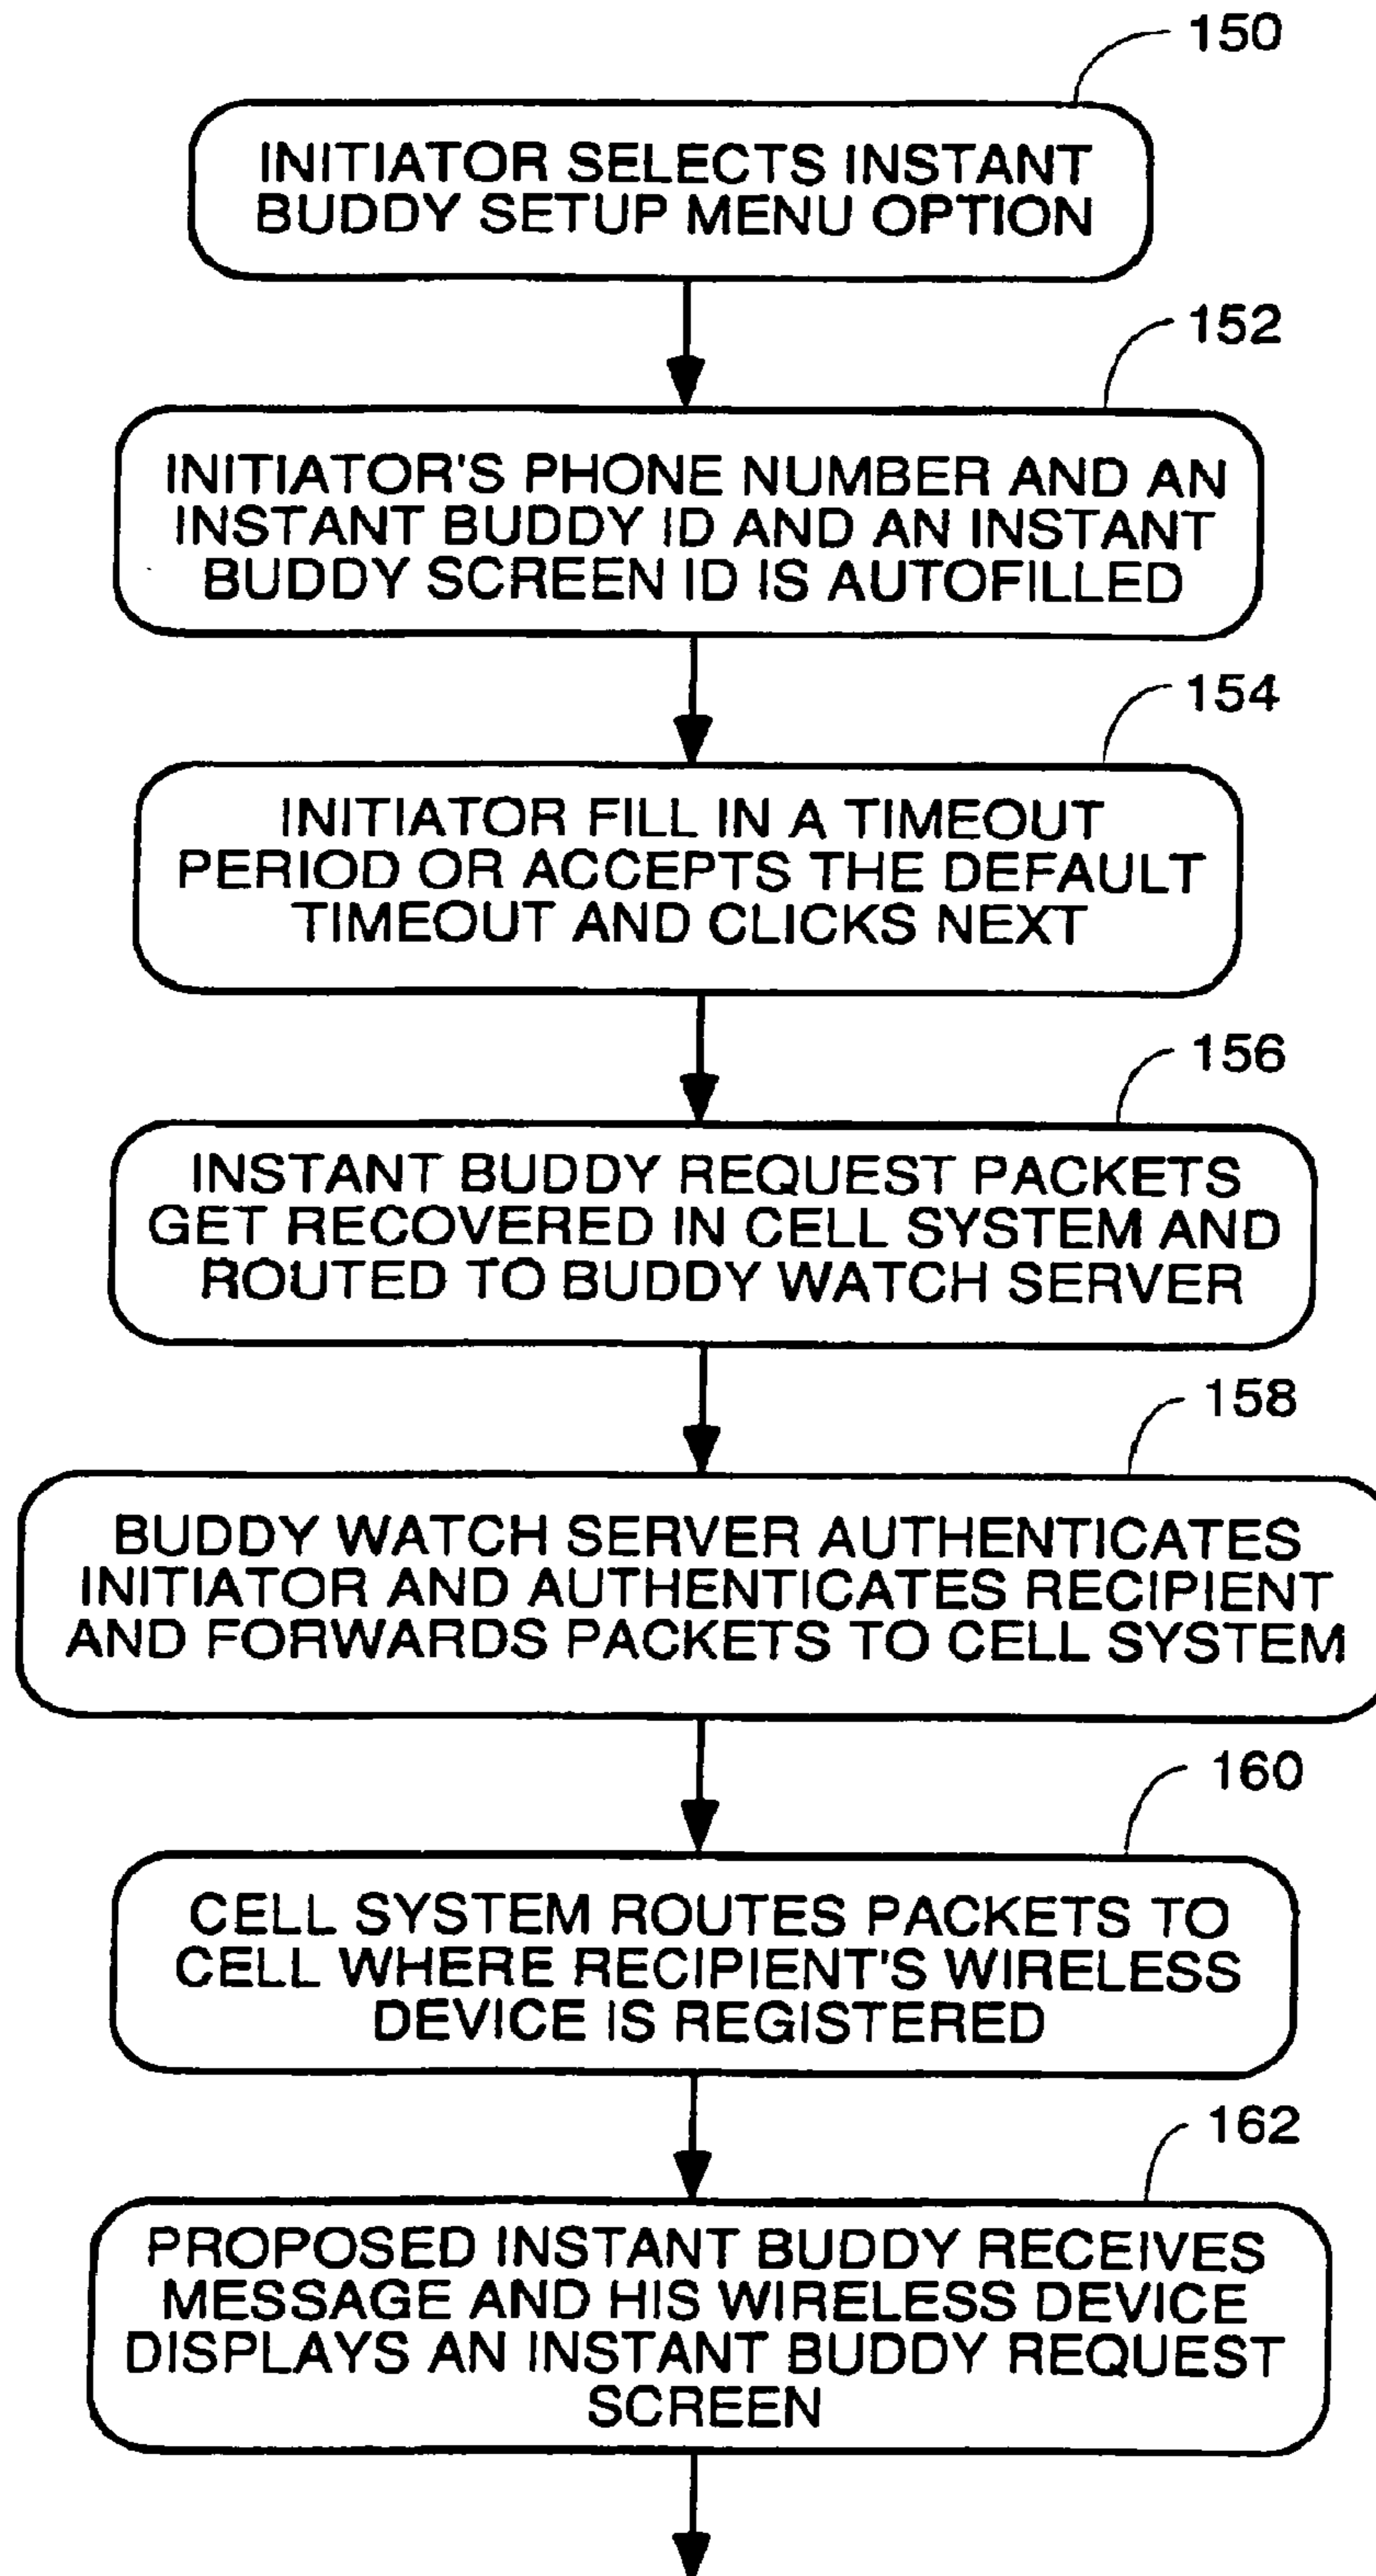 150
INITIATOR SELECTS INSTANT
BUDDY SETUP MENU OPTION
152
INITIATOR'S PHONE NUMBER AND AN
INSTANT BUDDY ID AND AN INSTANT
BUDDY SCREEN ID IS AUTOFILLED
154
INITIATOR FILL IN A TIMEOUT
PERIOD OR ACCEPTS THE DEFAULT
TIMEOUT AND CLICKS NEXT
156
INSTANT BUDDY REQUEST PACKETS
GET RECOVERED IN CELL SYSTEM AND
ROUTED TO BUDDY WATCH SERVER
158
BUDDY WATCH SERVER AUTHENTICATES
INITIATOR AND AUTHENTICATES RECIPIENT
AND FORWARDS PACKETS TO CELL SYSTEM
160
CELL SYSTEM ROUTES PACKETS TO
CELL WHERE RECIPIENT'S WIRELESS
DEVICE IS REGISTERED
162
PROPOSED INSTANT BUDDY RECEIVES
MESSAGE AND HIS WIRELESS DEVICE
DISPLAYS AN INSTANT BUDDY REQUEST
SCREEN